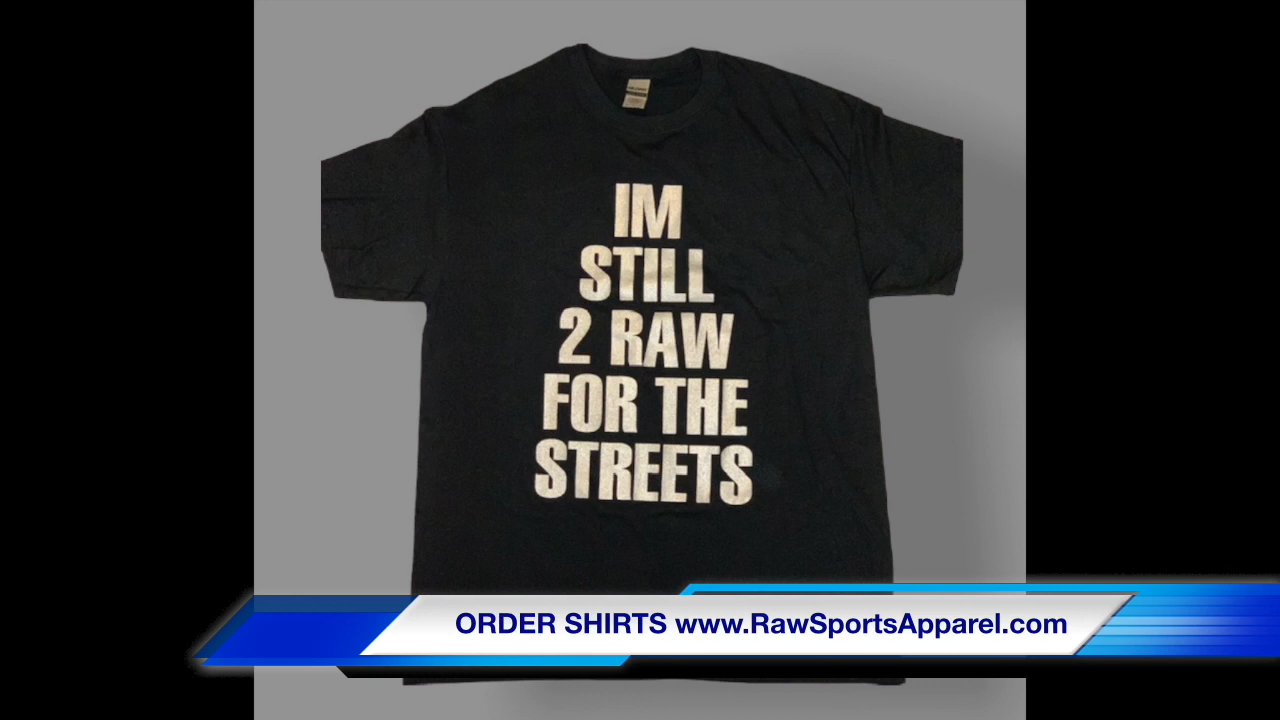 IM
STILL
2 RAW
FOR THE
STREETS
ORDER SHIRTS www.RawSportsApparel.com